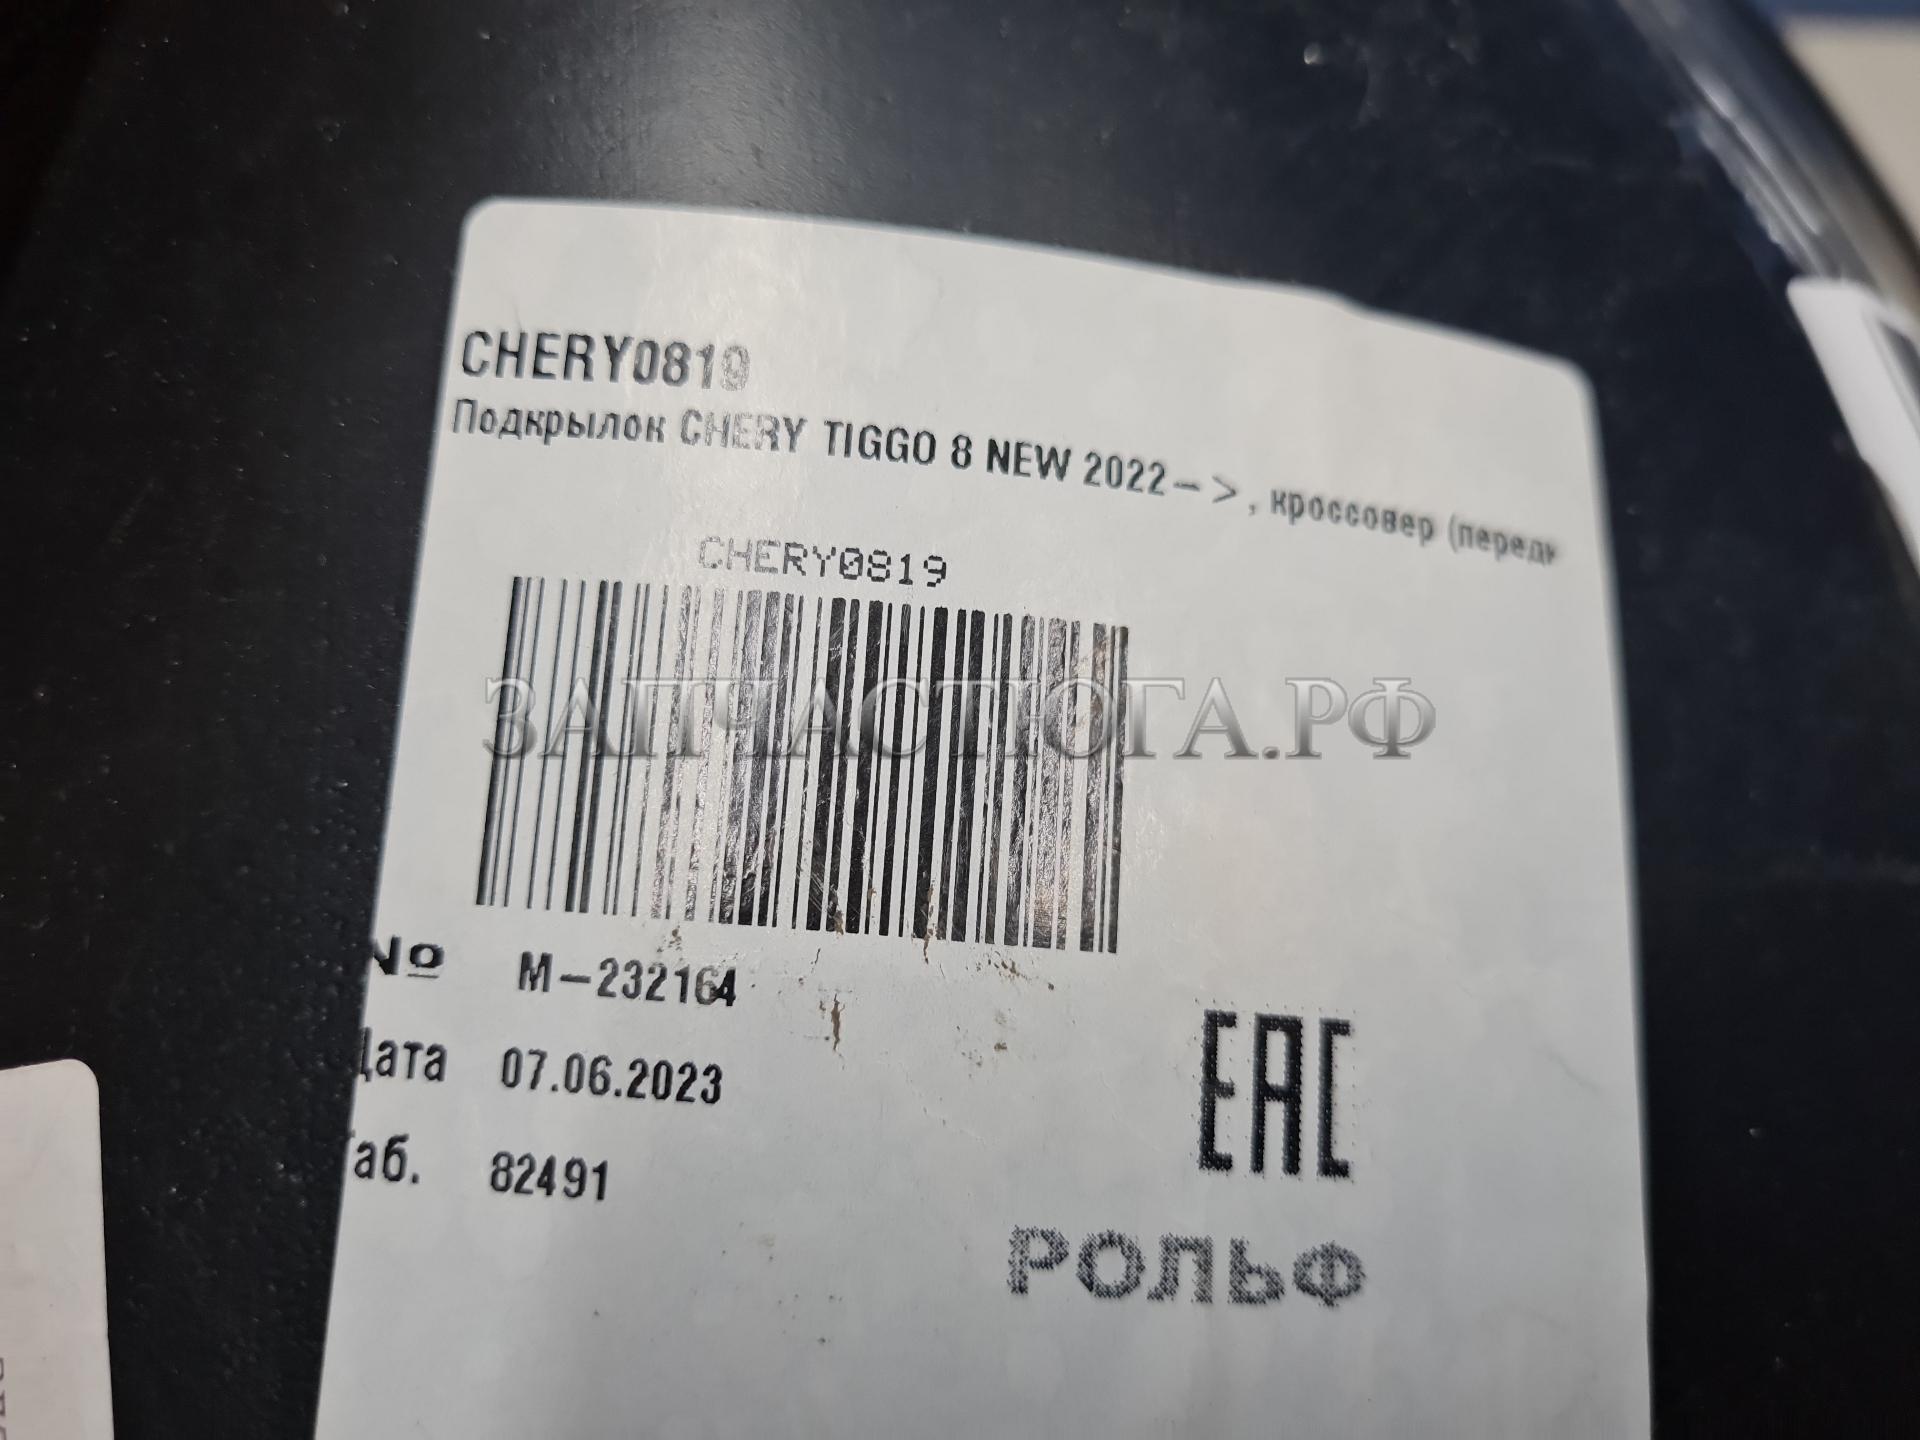 CHERY0819
Подкрылок CHERY TIGGO 8 NEW 2022–>, кроссовер (передн
CHERY0819
ЗАПЧАСТЮГА.РФ
№ М–232164
Дата 07.06.2023
Таб. 82491
ЕАС
РОЛЬФ